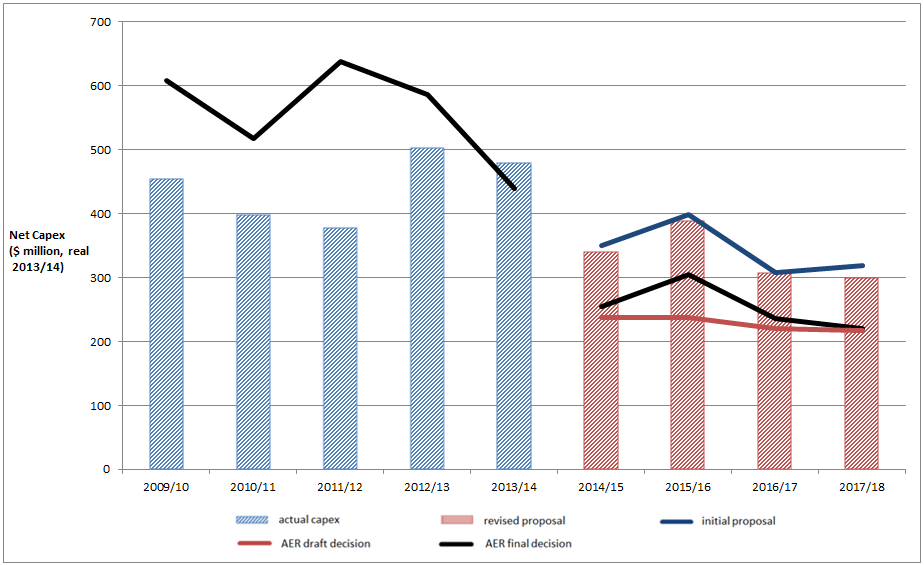 700
600
500
400
300
200
100
0
Net Capex
($ million, real
2013/14)
2009/10 2010/11 2011/12 2012/13 2013/14 2014/15 2015/16 2016/17 2017/18
actual capex revised proposal initial proposal
AER draft decision AER final decision